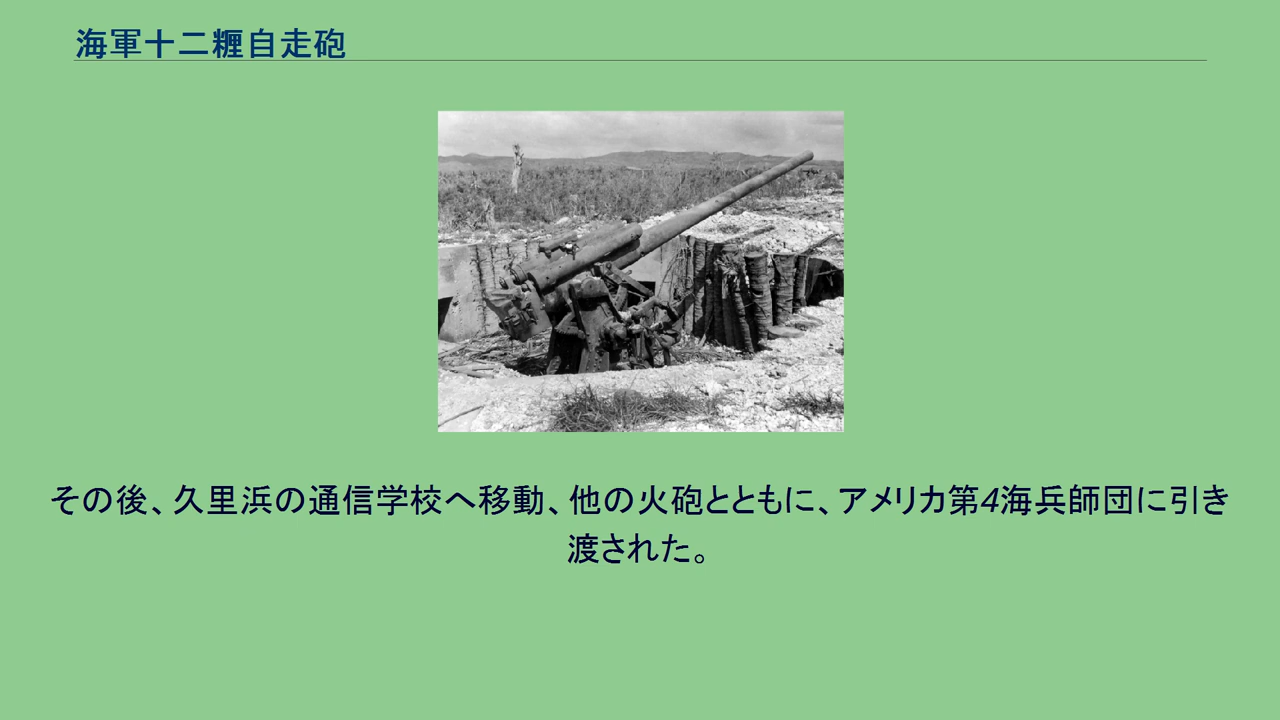 海軍十二糎自走砲
その後、久里浜の通信学校へ移動、他の火砲とともに、アメリカ第4海兵師団に引き
渡された。